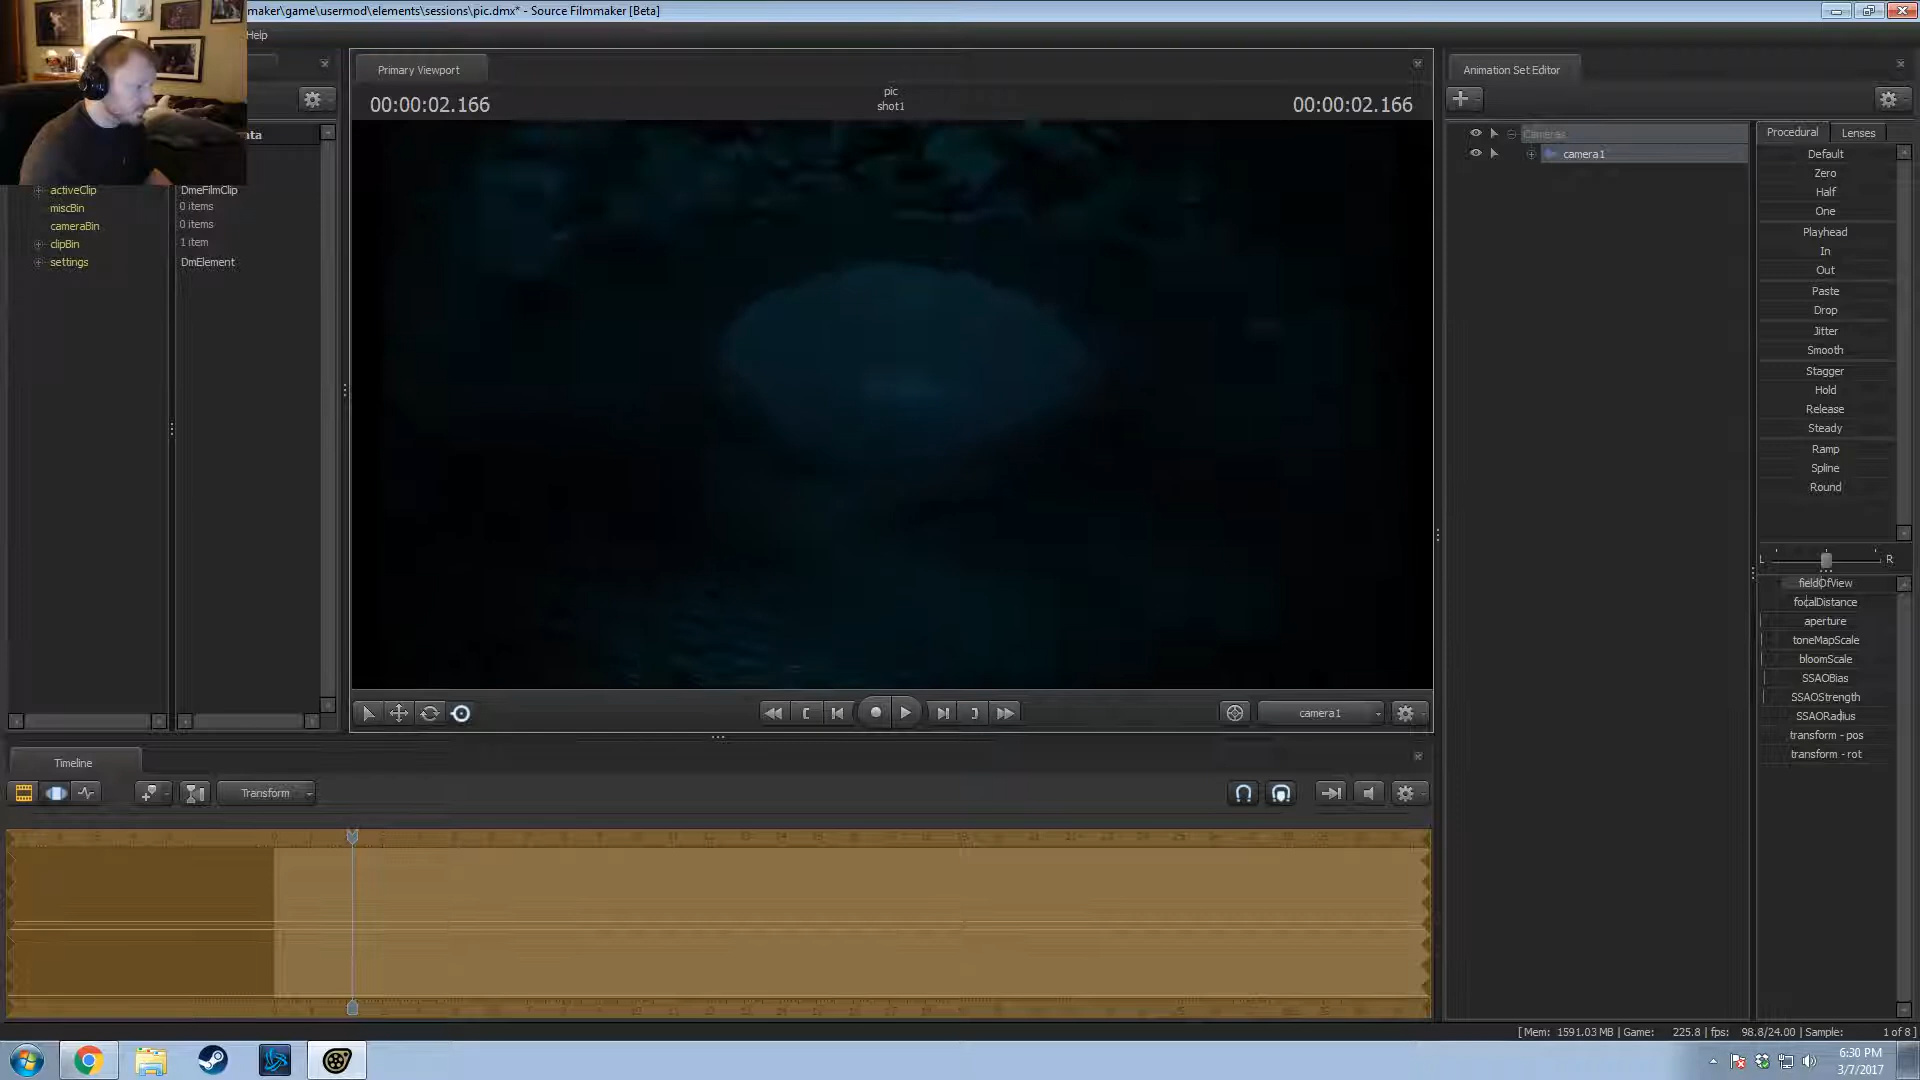 maker\game\usermod\elements\sessions\pic.dmx* - Source Filmmaker [Beta]
Help
Primary Viewport
Animation Set Editor
00:00:02.166
pic
shot1
00:00:02.166
ata
Cameras
camera1
Procedural
Lenses
Default
Zero
Half
One
Playhead
In
Out
Paste
Drop
Jitter
Smooth
Stagger
Hold
Release
Steady
Ramp
Spline
Round
activeClip
DmeFilmClip
miscBin
0 items
cameraBin
0 items
clipBin
1 item
settings
DmElement
L
R
fieldOfView
focalDistance
aperture
toneMapScale
bloomScale
SSAOBias
SSAOStrength
SSAORadius
transform - pos
transform - rot
camera1
Timeline
Transform
[ Mem: 1591.03 MB | Game: 225.8 | fps: 98.8/24.00 | Sample: 1 of 8 ]
6:30 PM
3/7/2017